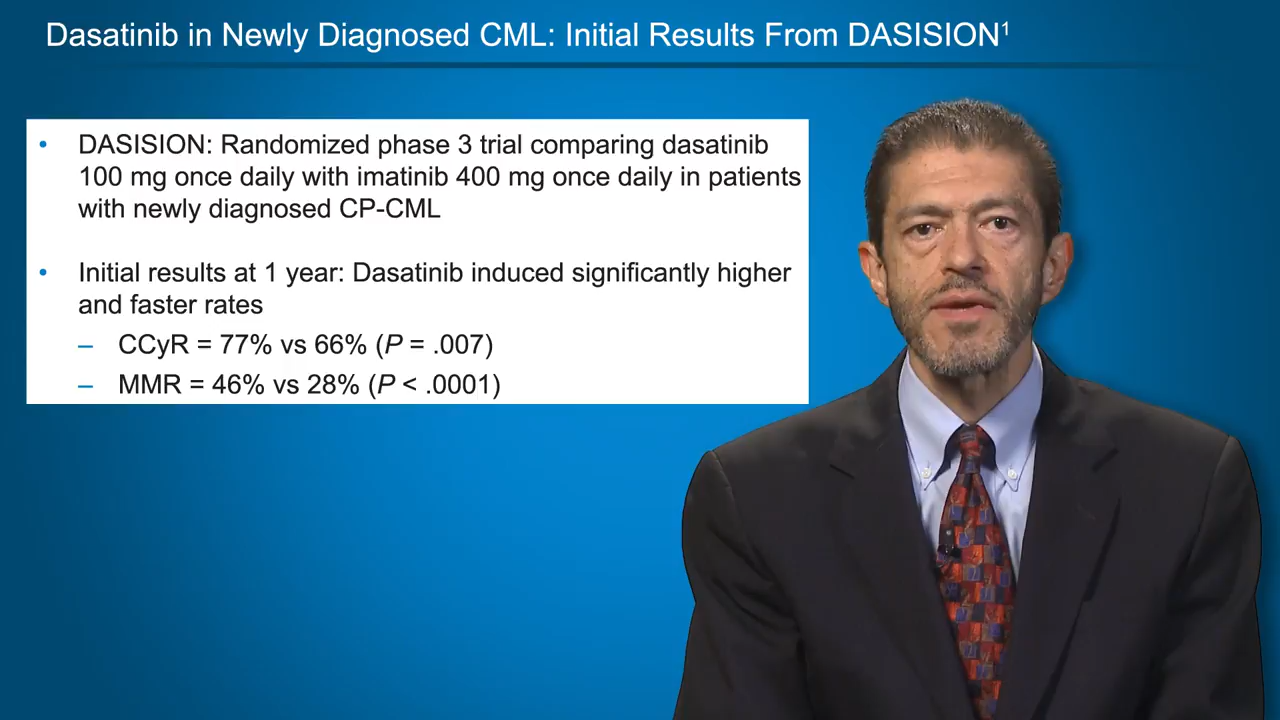 Dasatinib in Newly Diagnosed CML: Initial Results From DASISION¹
• DASISION: Randomized phase 3 trial comparing dasatinib
100 mg once daily with imatinib 400 mg once daily in patients
with newly diagnosed CP-CML
• Initial results at 1 year: Dasatinib induced significantly higher
and faster rates
– CCyR = 77% vs 66% (P = .007)
– MMR = 46% vs 28% (P < .0001)